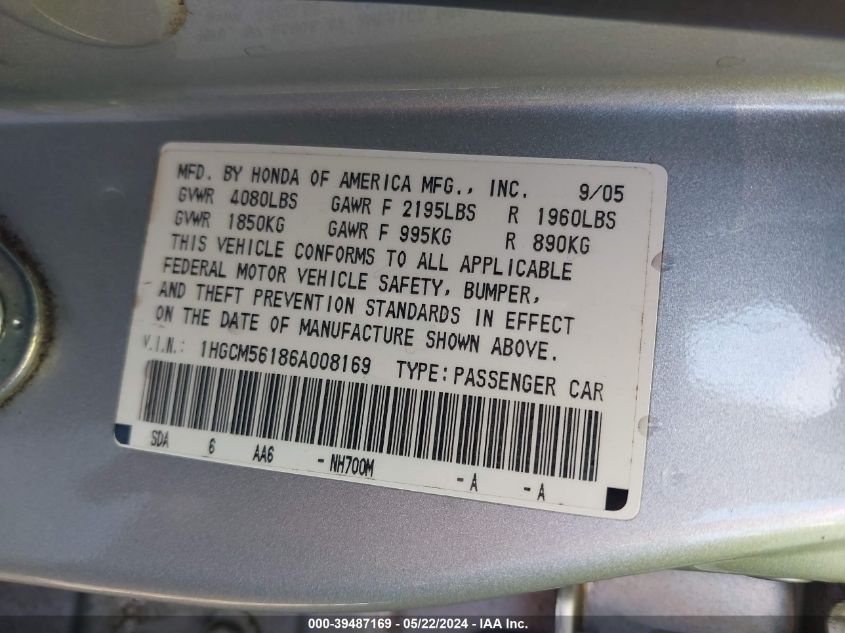 MFD. BY HONDA OF AMERICA MFG., INC. 9/05
GVWR 4080LBS GAWR F 2195LBS R 1960LBS
GVWR 1850KG GAWR F 995KG R 890KG
THIS VEHICLE CONFORMS TO ALL APPLICABLE
FEDERAL MOTOR VEHICLE SAFETY, BUMPER,
AND THEFT PREVENTION STANDARDS IN EFFECT
ON THE DATE OF MANUFACTURE SHOWN ABOVE.
V.I.N.: 1HGCM56186A008169 TYPE: PASSENGER CAR
SDA 6 AA6 - NH700M - A - A
000-39487169 - 05/22/2024 - IAA Inc.